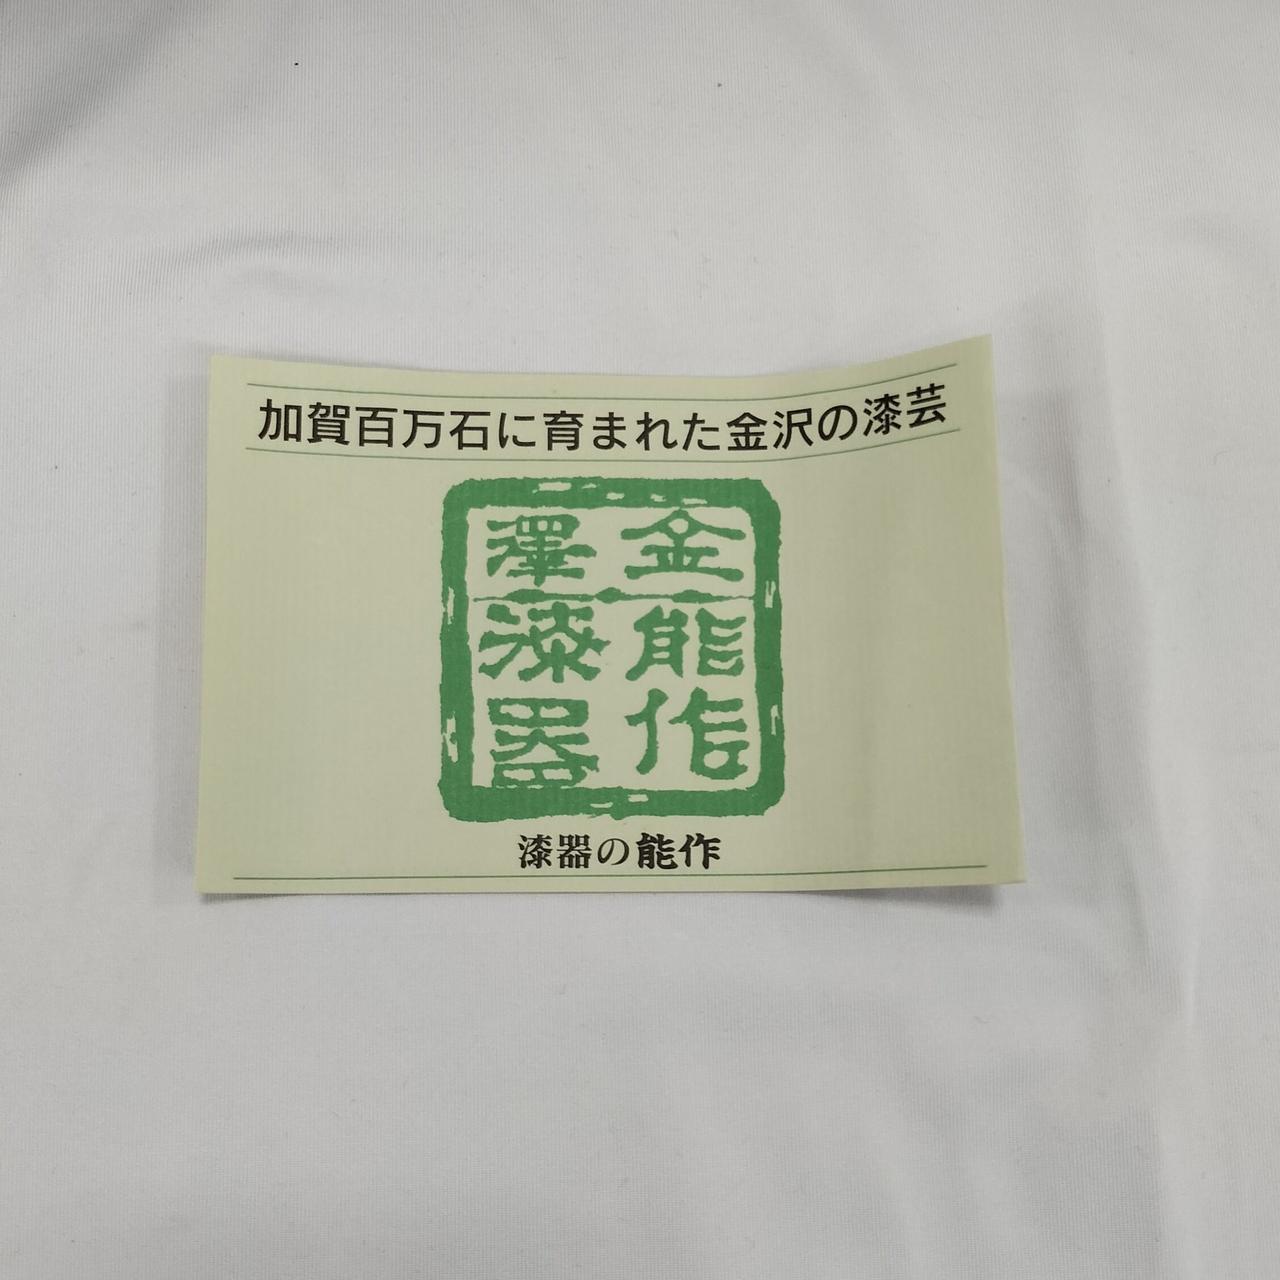 加賀百万石に育まれた金沢の漆芸
金澤
能作
漆器
漆器の能作